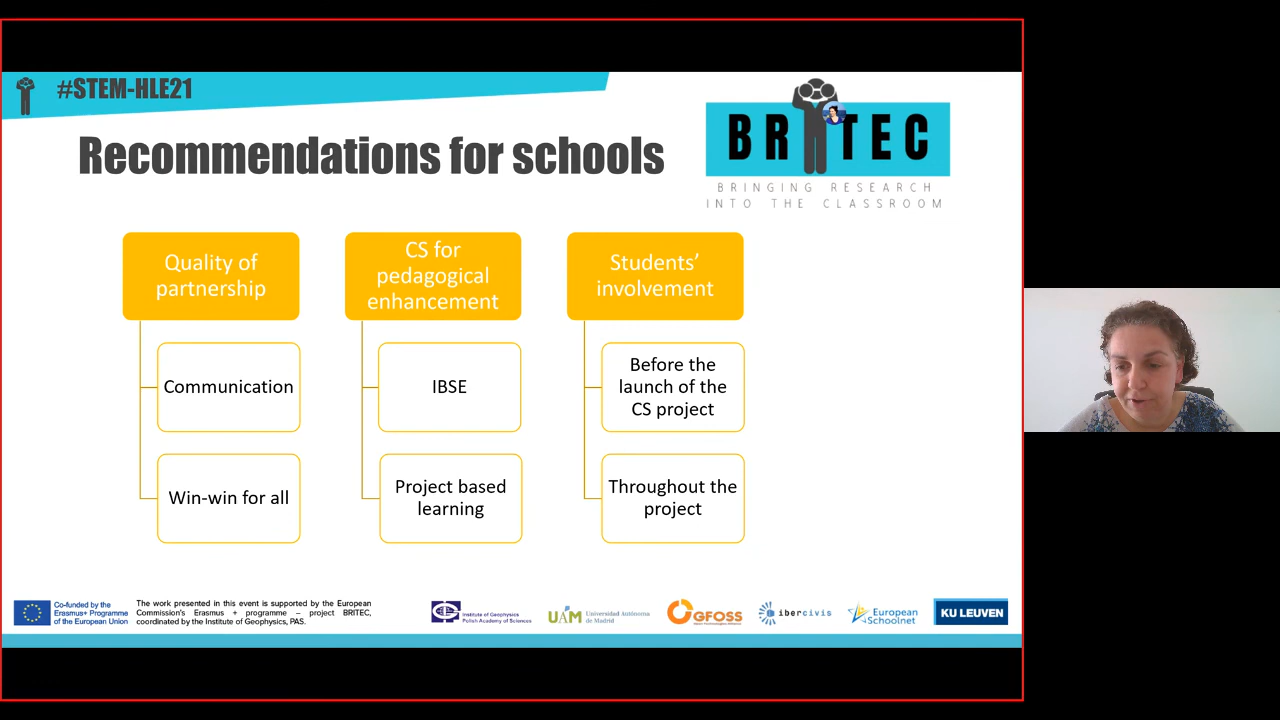 #STEM-HLE21
Recommendations for schools
BRITEC
BRINGING RESEARCH
INTO THE CLASSROOM
Quality of
partnership
Communication
Win-win for all
CS for
pedagogical
enhancement
IBSE
Project based
learning
Students’
involvement
Before the
launch of the
CS project
Throughout the
project
Co-funded by the
Erasmus+ Programme
of the European Union
The work presented in this event is supported by the European
Commission's Erasmus + programme – project BRITEC,
coordinated by the Institute of Geophysics, PAS.
Institute of Geophysics
Polish Academy of Sciences
UAM
Universidad Autónoma
de Madrid
GFOSS
ibercivis
European
Schoolnet
KU LEUVEN